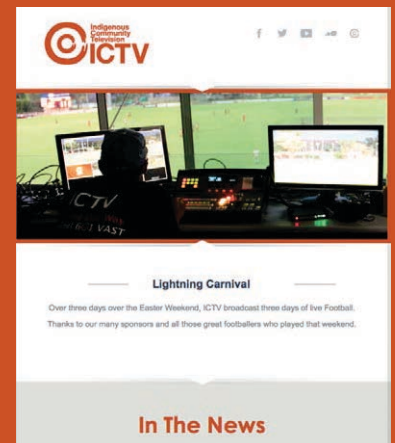 Indigenous
Community
Television
ICTV
ICTV
601 VAST
Lightning Carnival
Over three days over the Easter Weekend, ICTV broadcast three days of live Football.
Thanks to our many sponsors and all those great footballers who played that weekend.
In The News